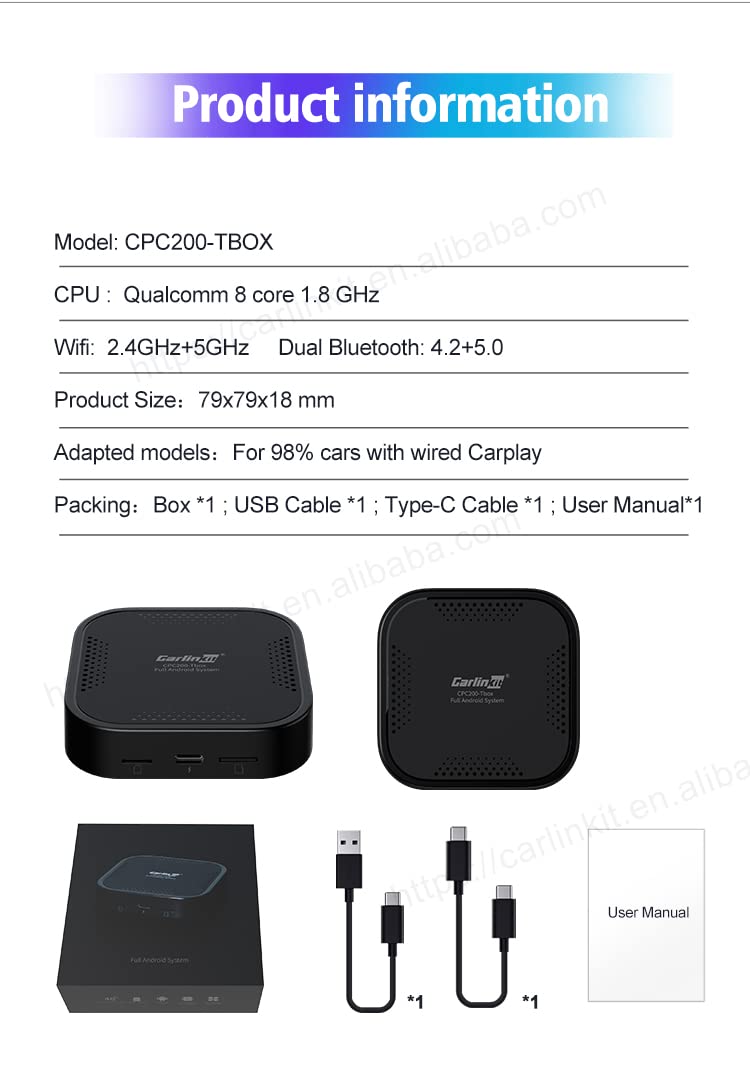 Product information
Model: CPC200-TBOX
CPU : Qualcomm 8 core 1.8 GHz
Wifi: 2.4GHz+5GHz Dual Bluetooth: 4.2+5.0
Product Size：79x79x18 mm
Adapted models：For 98% cars with wired Carplay
Packing：Box *1 ; USB Cable *1 ; Type-C Cable *1 ; User Manual*1
https://carlinkit.en.alibaba.com
Carlinkit®
CPC200-Tbox
Full Android System
Carlinkit®
CPC200-Tbox
Full Android System
Full Android System
*1
*1
User Manual
https://carlinkit.en.alibaba